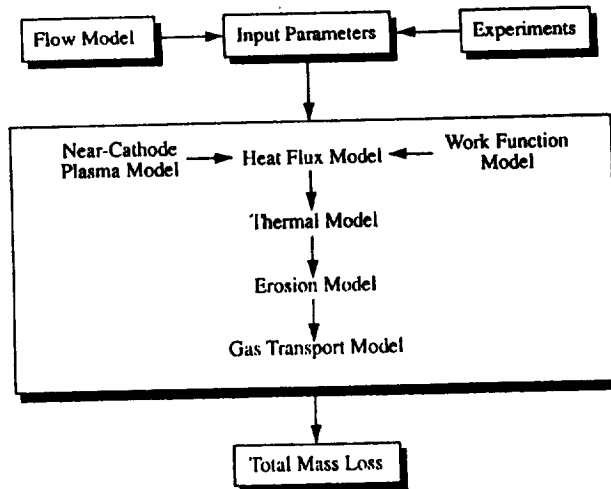 Flow Model
Input Parameters
Experiments
Near-Cathode
Plasma Model
Heat Flux Model
Work Function
Model
Thermal Model
Erosion Model
Gas Transport Model
Total Mass Loss